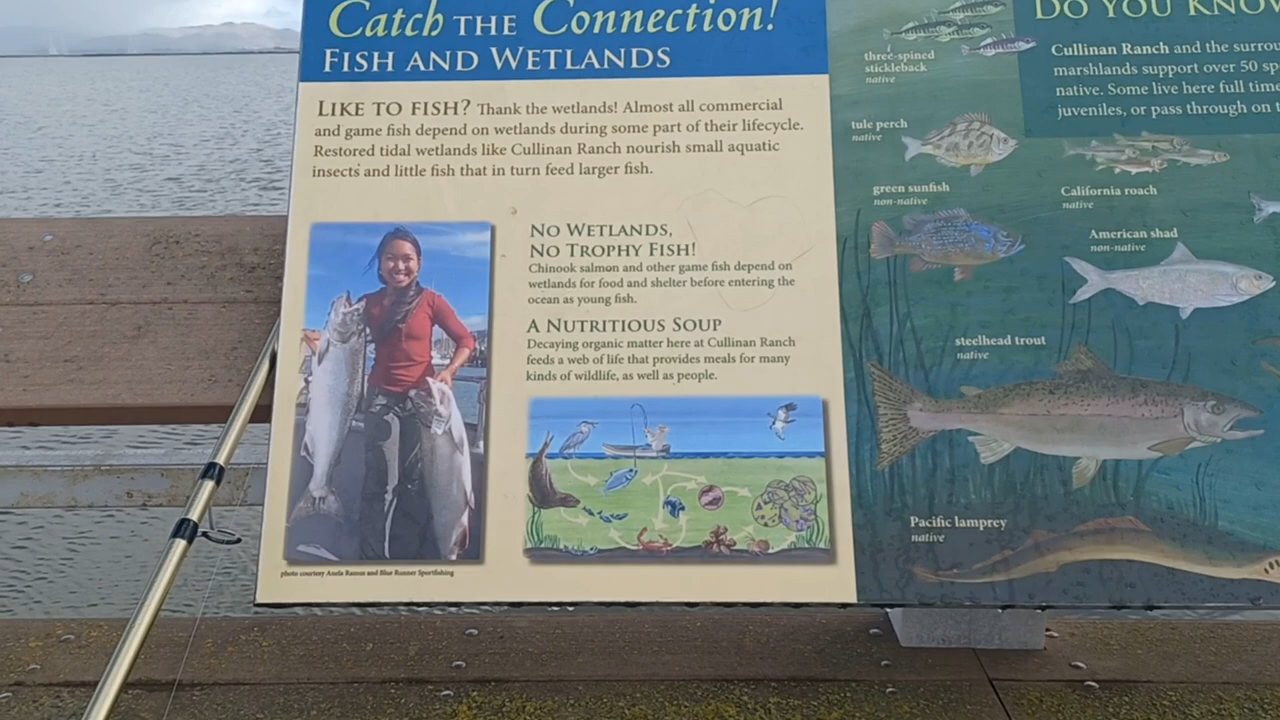 Catch THE Connection!
FISH AND WETLANDS
LIKE TO FISH? Thank the wetlands! Almost all commercial
and game fish depend on wetlands during some part of their lifecycle.
Restored tidal wetlands like Cullinan Ranch nourish small aquatic
insects and little fish that in turn feed larger fish.
NO WETLANDS,
NO TROPHY FISH!
Chinook salmon and other game fish depend on
wetlands for food and shelter before entering the
ocean as young fish.
A NUTRITIOUS SOUP
Decaying organic matter here at Cullinan Ranch
feeds a web of life that provides meals for many
kinds of wildlife, as well as people.
photo courtesy Anela Ramos and Blue Runner Sportfishing
DO YOU KNOW
Cullinan Ranch and the surrou
marshlands support over 50 sp
native. Some live here full time
juveniles, or pass through on t
three-spined
stickleback
native
tule perch
native
green sunfish
non-native
California roach
native
American shad
non-native
steelhead trout
native
Pacific lamprey
native